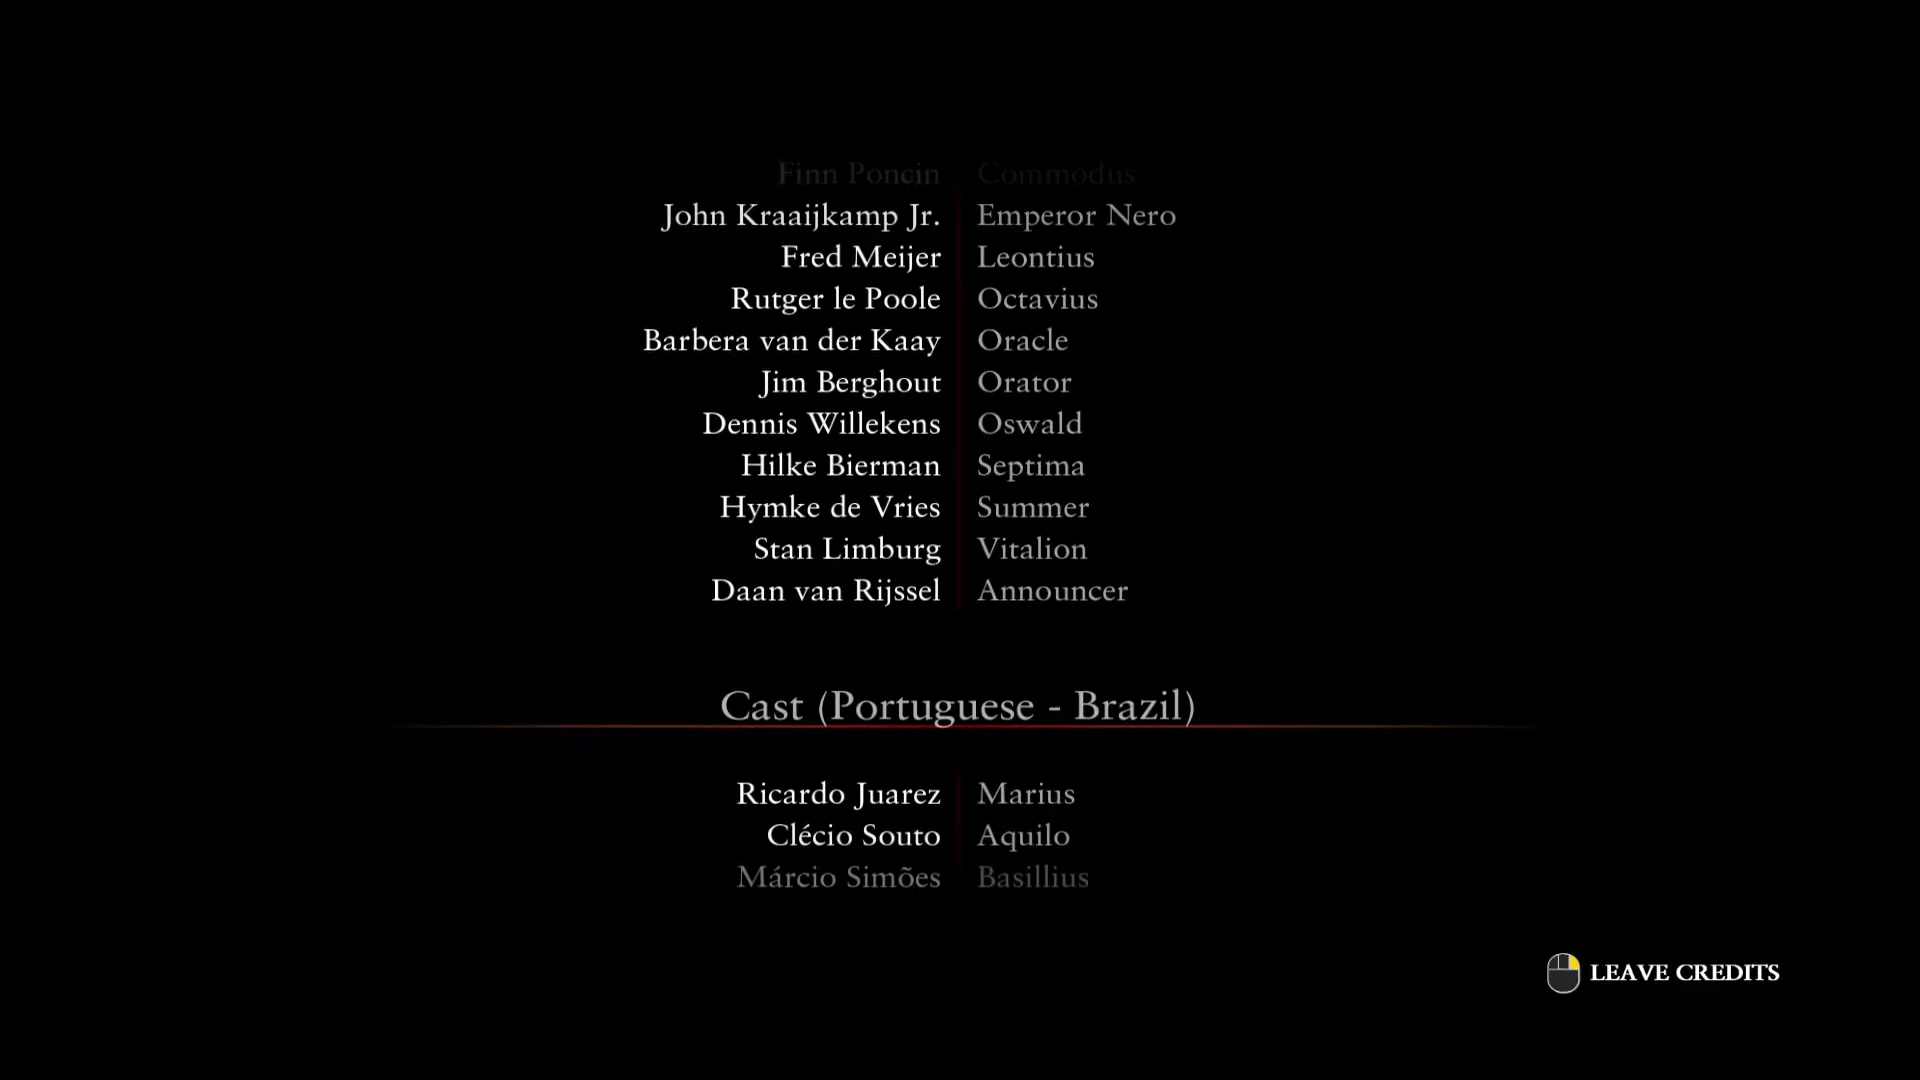 Finn Poncin Commodus
John Kraaijkamp Jr. Emperor Nero
Fred Meijer Leontius
Rutger le Poole Octavius
Barbera van der Kaay Oracle
Jim Berghout Orator
Dennis Willekens Oswald
Hilke Bierman Septima
Hymke de Vries Summer
Stan Limburg Vitalion
Daan van Rijssel Announcer
Cast (Portuguese - Brazil)
Ricardo Juarez Marius
Clécio Souto Aquilo
Márcio Simões Basillius
LEAVE CREDITS